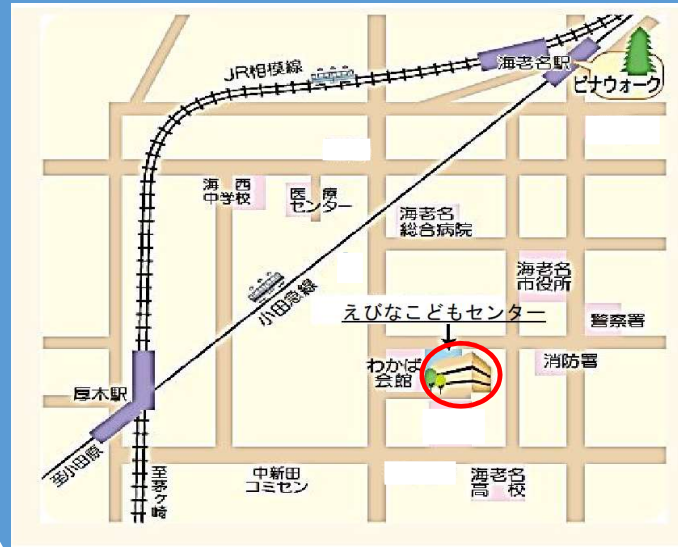 JR相模線
海老名駅
ビナウォーク
海 西
中学校
医 療
センター
海老名
総合病院
海老名
市役所
小田急線
えびなこどもセンター
警察署
わかば
会館
消防署
厚木駅
至小田原
至茅ヶ崎
中新田
コミセン
海老名
高 校